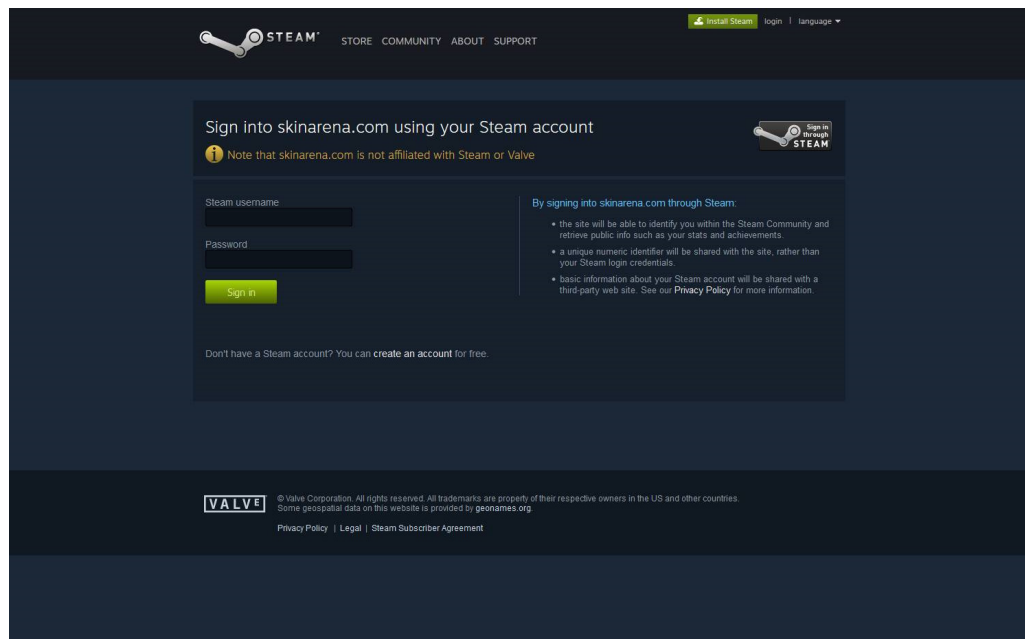 Install Steam login | language
STEAM™ STORE COMMUNITY ABOUT SUPPORT
Sign into skinarena.com using your Steam account
Note that skinarena.com is not affiliated with Steam or Valve
Sign in
through
STEAM
Steam username
Password
Sign in
By signing into skinarena.com through Steam:
• the site will be able to identify you within the Steam Community and
retrieve public info such as your stats and achievements.
• a unique numeric identifier will be shared with the site, rather than
your Steam login credentials.
• basic information about your Steam account will be shared with a
third-party web site. See our Privacy Policy for more information.
Don't have a Steam account? You can create an account for free.
VALVE
© Valve Corporation. All rights reserved. All trademarks are property of their respective owners in the US and other countries.
Some geospatial data on this website is provided by geonames.org.
Privacy Policy | Legal | Steam Subscriber Agreement